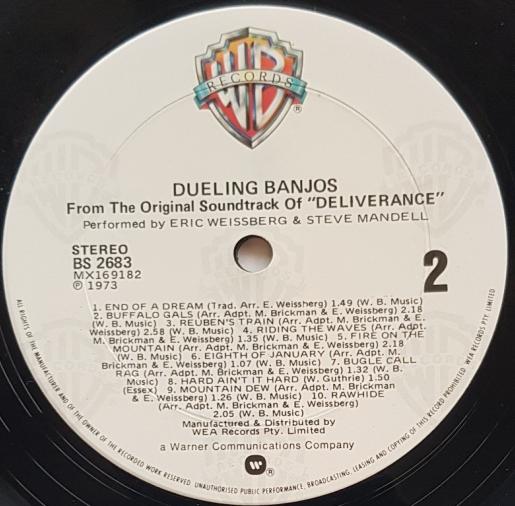 WB
RECORDS
®
DUELING BANJOS
From The Original Soundtrack Of "DELIVERANCE"
Performed by ERIC WEISSBERG & STEVE MANDELL
STEREO
BS 2683
MX169182
℗ 1973
2
1. END OF A DREAM (Trad. Arr. E. Weissberg) 1.49 (W. B. Music)
2. BUFFALO GALS (Arr. Adpt. M. Brickman & E. Weissberg) 2.18
(W. B. Music) 3. REUBEN'S TRAIN (Arr. Adpt. M. Brickman & E.
Weissberg) 2.58 (W. B. Music) 4. RIDING THE WAVES (Arr. Adpt.
M. Brickman & E. Weissberg) 1.35 (W. B. Music) 5. FIRE ON THE
MOUNTAIN (Arr. Adpt. M. Brickman & E. Weissberg) 2.18
(W. B. Music) 6. EIGHTH OF JANUARY (Arr. Adpt. M.
Brickman & E. Weissberg) 1.07 (W. B. Music) 7. BUGLE CALL
RAG (Arr. Adpt. M. Brickman & E. Weissberg) 1.32 (W. B.
Music) 8. HARD AIN'T IT HARD (W. Guthrie) 1.50
(Essex) 9. MOUNTAIN DEW (Arr. Adpt. M. Brickman
& E. Weissberg) 1.26 (W. B. Music) 10. RAWHIDE
(Arr. Adpt. M. Brickman & E. Weissberg)
2.05 (W. B. Music)
Manufactured & Distributed by
WEA Records Pty. Limited
a Warner Communications Company
®
ALL RIGHTS OF THE MANUFACTURER AND OF THE OWNER OF THE RECORDED WORK RESERVED. UNAUTHORISED PUBLIC PERFORMANCE, BROADCASTING, LEASING AND COPYING OF THIS RECORD PROHIBITED. WEA RECORDS PTY. LIMITED